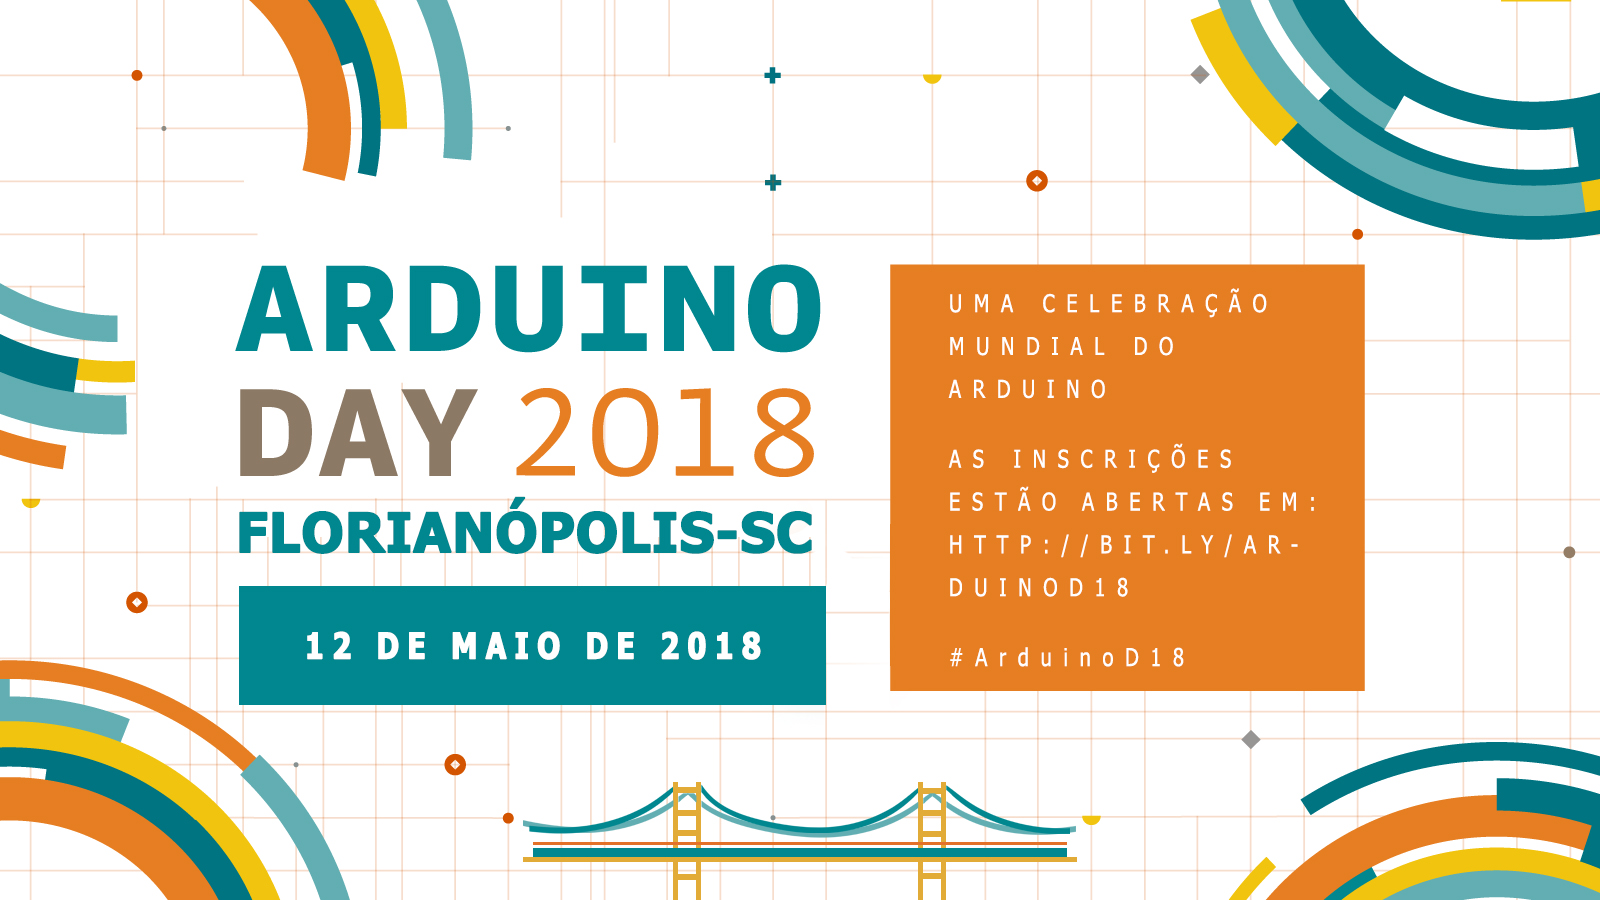 ARDUINO
DAY 2018
FLORIANÓPOLIS-SC
12 DE MAIO DE 2018
UMA CELEBRAÇÃO
MUNDIAL DO
ARDUINO
AS INSCRIÇÕES
ESTÃO ABERTAS EM:
HTTP://BIT.LY/AR-
DUINOD18
#ArduinoD18